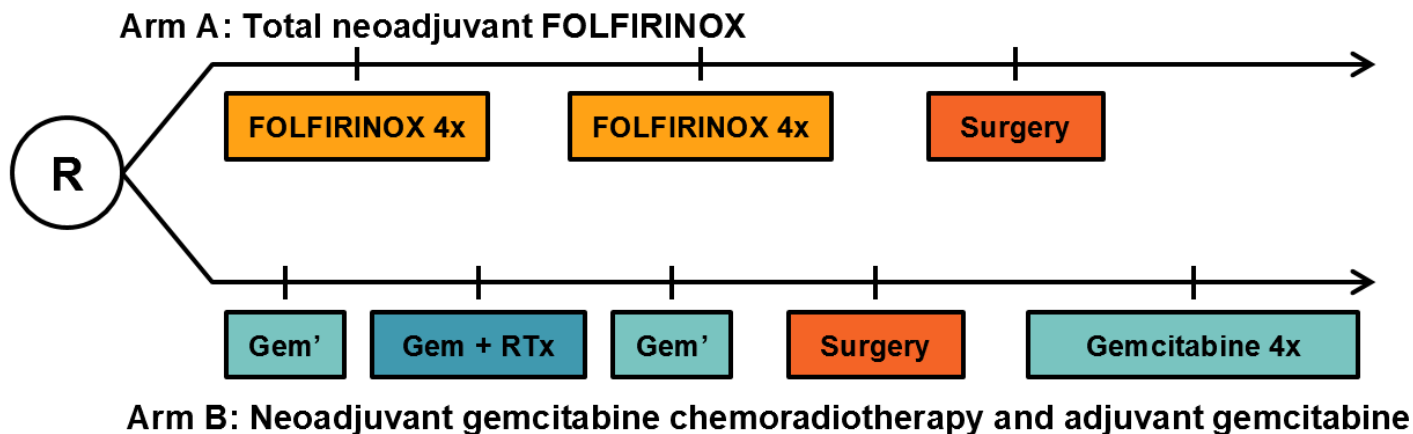 Arm A: Total neoadjuvant FOLFIRINOX
R
FOLFIRINOX 4x
FOLFIRINOX 4x
Surgery
Gem’
Gem + RTx
Gem’
Surgery
Gemcitabine 4x
Arm B: Neoadjuvant gemcitabine chemoradiotherapy and adjuvant gemcitabine